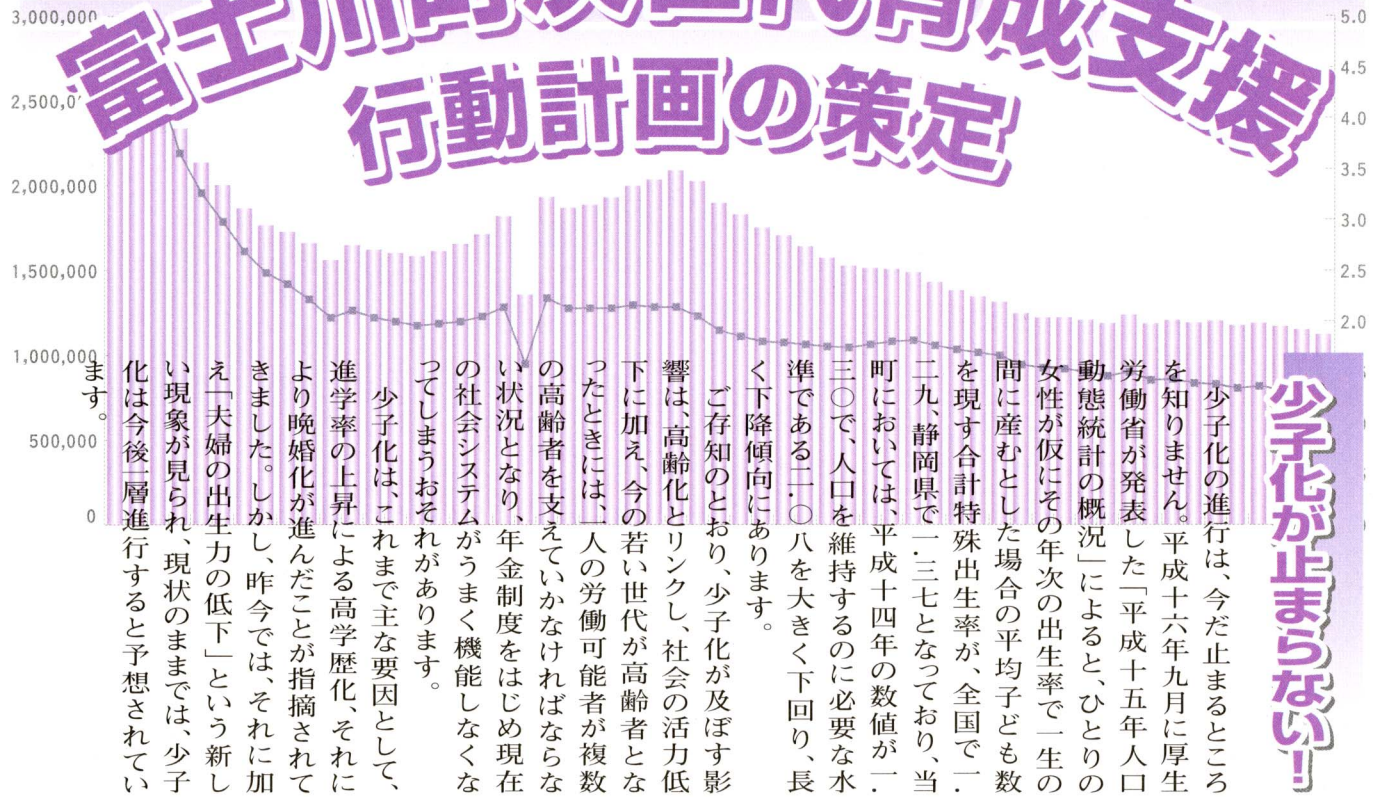 富士川町次世代育成支援
行動計画の策定
少子化が止まらない！
少子化の進行は、今だ止まるところ
を知りません。平成十六年九月に厚生
労働省が発表した「平成十五年人口
動態統計の概況」によると、ひとりの
女性が仮にその年次の出生率で一生の
間に産むとした場合の平均子ども数
を現す合計特殊出生率が、全国で一.
二九、静岡県で一.三七となっており、当
町においては、平成十四年の数値が一.
三〇で、人口を維持するのに必要な水
準である二.〇八を大きく下回り、長
く下降傾向にあります。
ご存知のとおり、少子化が及ぼす影
響は、高齢化とリンクし、社会の活力低
下に加え、今の若い世代が高齢者とな
ったときには、一人の労働可能者が複数
の高齢者を支えていかなければならな
い状況となり、年金制度をはじめ現在
の社会システムがうまく機能しなくな
ってしまうおそれがあります。
少子化は、これまで主な要因として、
進学率の上昇による高学歴化、それに
より晩婚化が進んだことが指摘されて
きました。しかし、昨今では、それに加
え「夫婦の出生力の低下」という新し
い現象が見られ、現状のままでは、少子
化は今後一層進行すると予想されてい
ます。
3,000,000
2,000,000
1,500,000
1,000,000
500,000
0
5.0
4.5
4.0
3.5
3.0
2.5
2.0